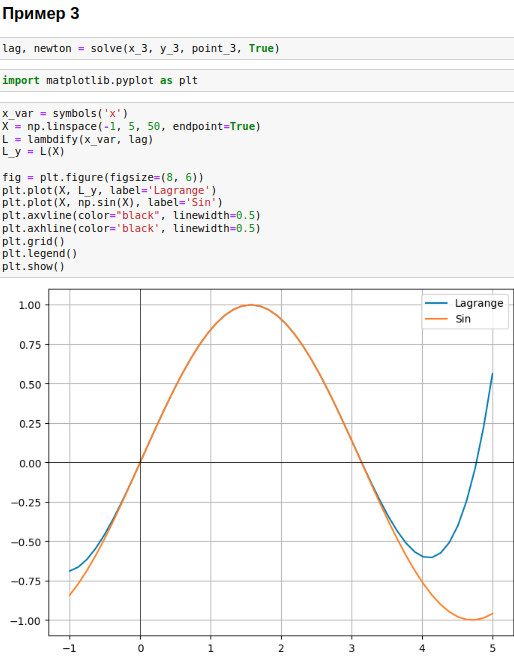 Пример 3
lag, newton = solve(x_3, y_3, point_3, True)
import matplotlib.pyplot as plt
x_var = symbols('x')
X = np.linspace(-1, 5, 50, endpoint=True)
L = lambdify(x_var, lag)
L_y = L(X)
fig = plt.figure(figsize=(8, 6))
plt.plot(X, L_y, label='Lagrange')
plt.plot(X, np.sin(X), label='Sin')
plt.axvline(color="black", linewidth=0.5)
plt.axhline(color='black', linewidth=0.5)
plt.grid()
plt.legend()
plt.show()
Lagrange
Sin
1.00
0.75
0.50
0.25
0.00
−0.25
−0.50
−0.75
−1.00
−1 0 1 2 3 4 5